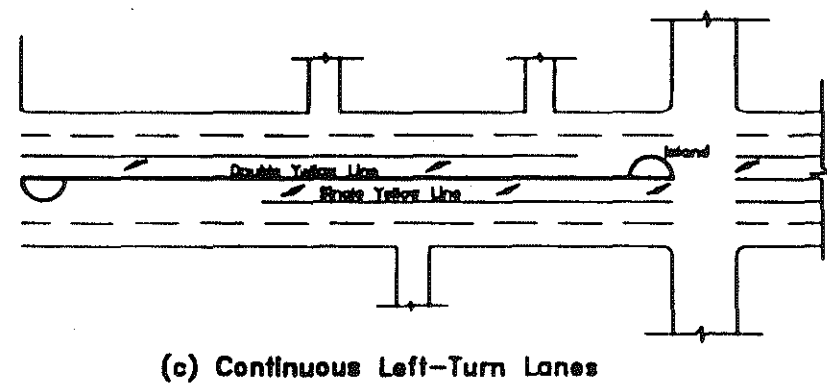 Island
Double Yellow Line
Single Yellow Line
(c) Continuous Left-Turn Lanes